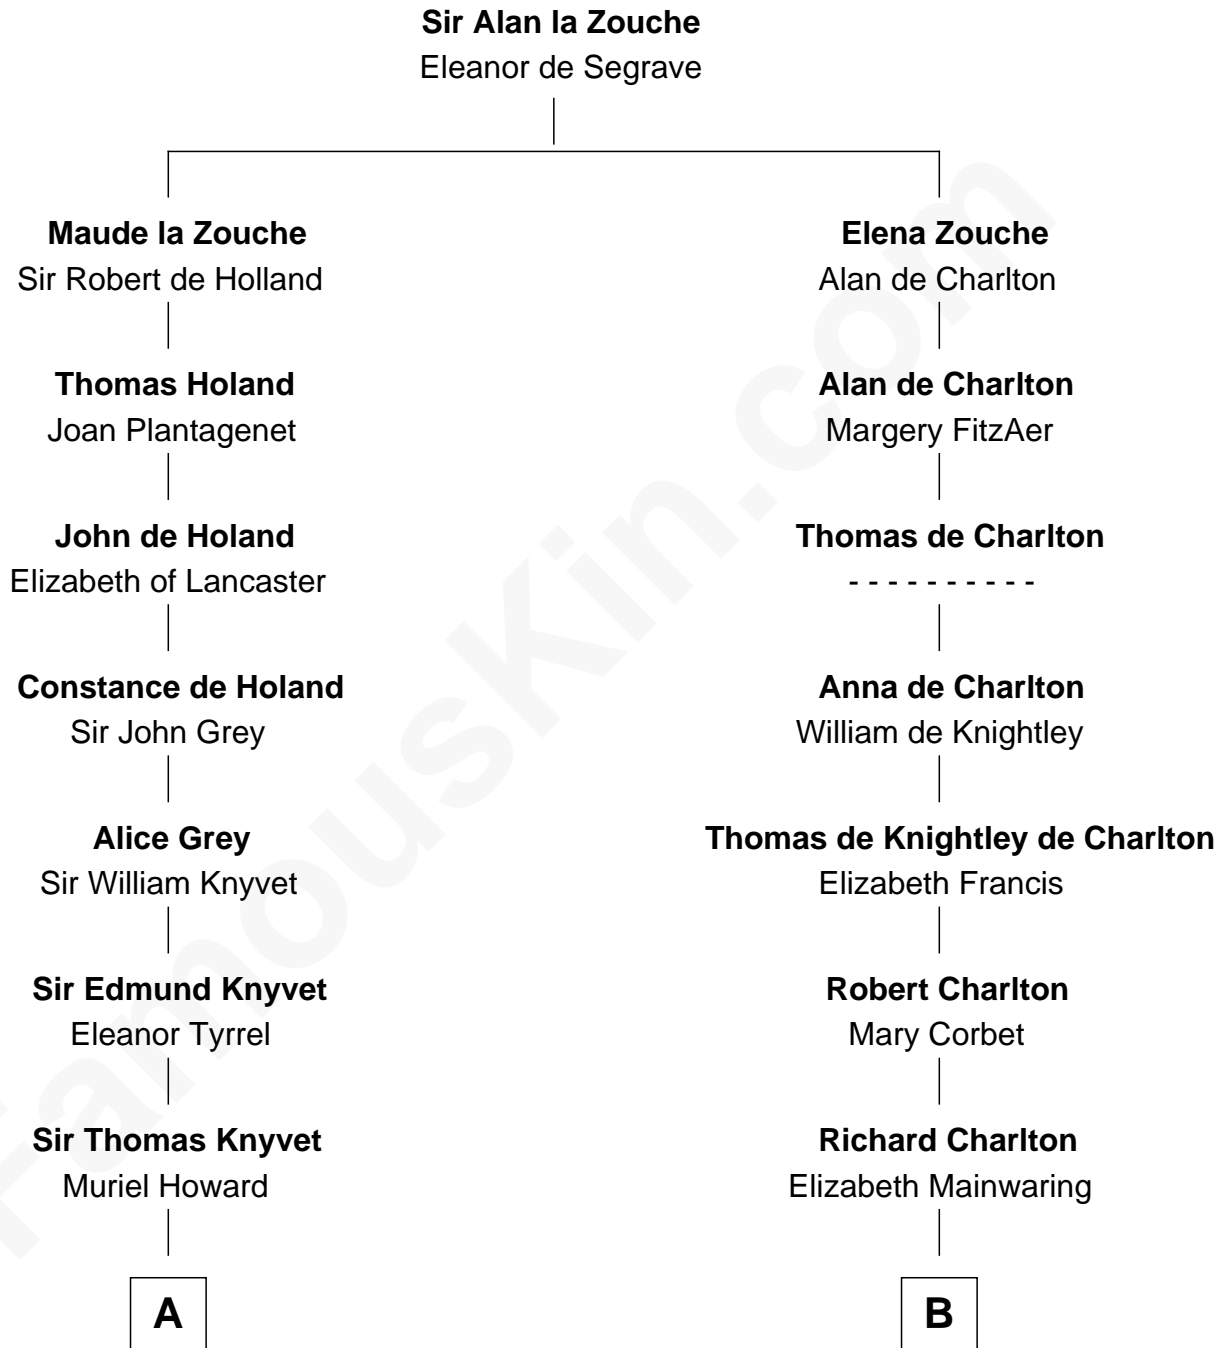 Sir Alan la Zouche
Eleanor de Segrave
Maude la Zouche
Sir Robert de Holland
Elena Zouche
Alan de Charlton
Thomas Holand
Joan Plantagenet
Alan de Charlton
Margery FitzAer
John de Holand
Elizabeth of Lancaster
Thomas de Charlton
- - - - - - - - - -
Constance de Holand
Sir John Grey
Anna de Charlton
William de Knightley
Alice Grey
Sir William Knyvet
Thomas de Knightley de Charlton
Elizabeth Francis
Sir Edmund Knyvet
Eleanor Tyrrel
Robert Charlton
Mary Corbet
Sir Thomas Knyvet
Muriel Howard
Richard Charlton
Elizabeth Mainwaring
A
B
FamousKin.com